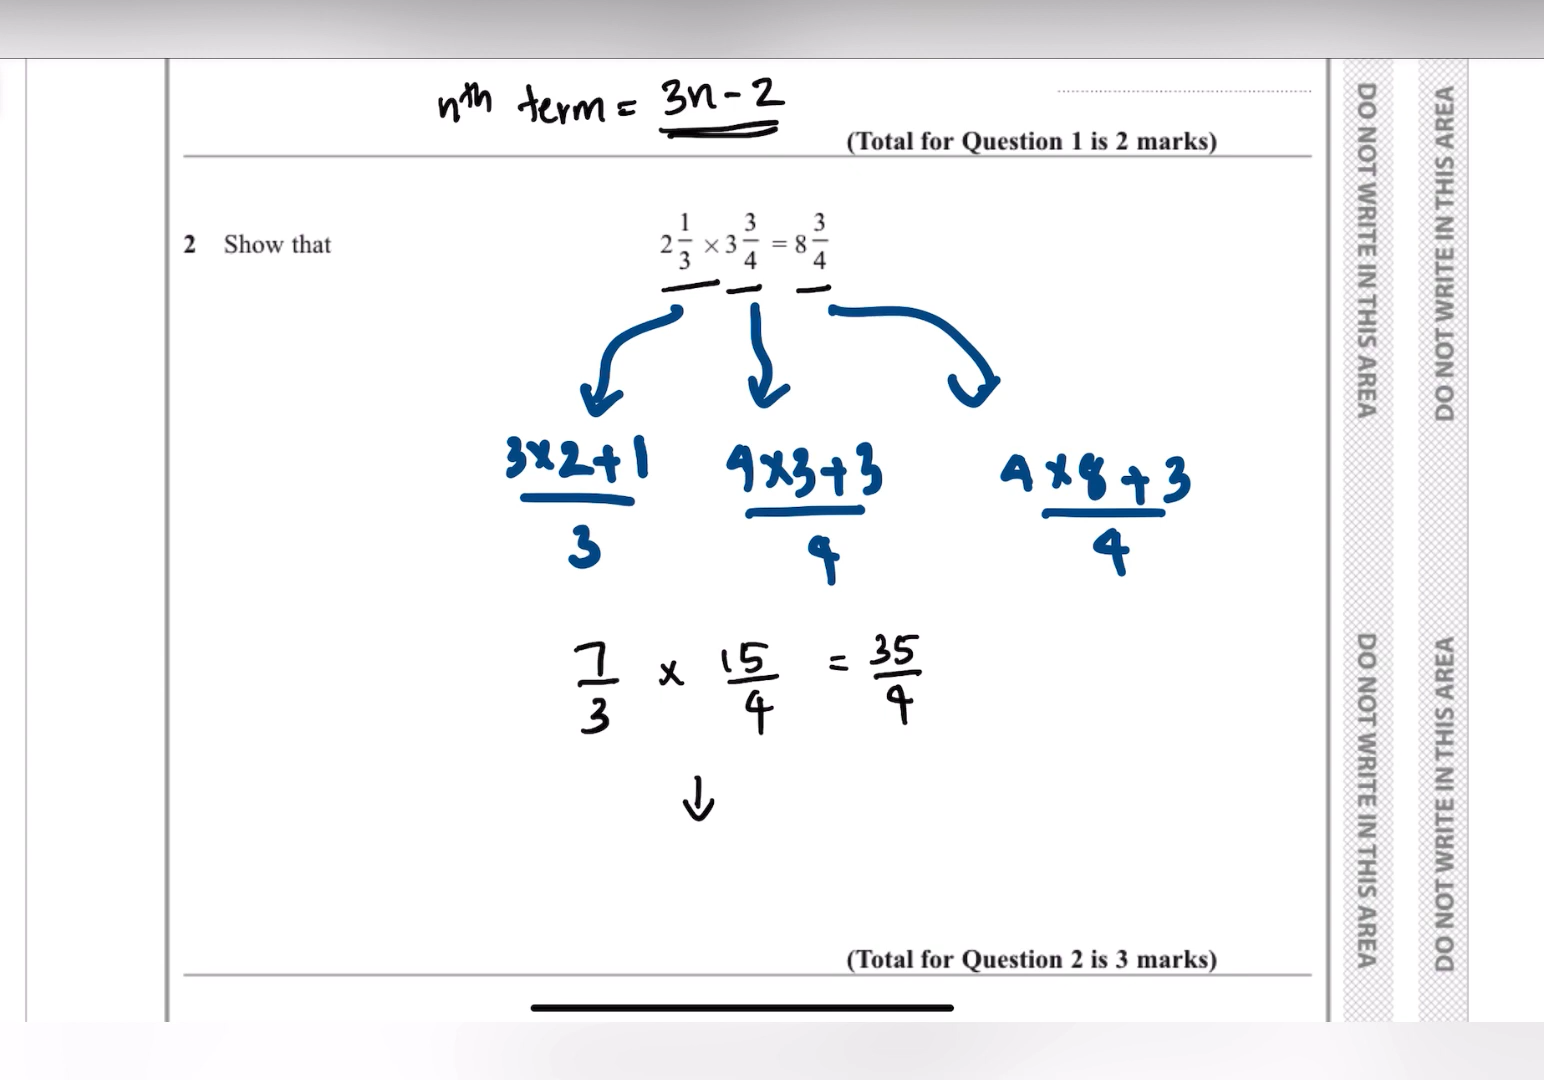 nth term = 3n - 2
(Total for Question 1 is 2 marks)
2 Show that 2 1/3 × 3 3/4 = 8 3/4
3×2+1/3 4×3+3/4 4×8+3/4
7/3 × 15/4 = 35/4
↓
(Total for Question 2 is 3 marks)
DO NOT WRITE IN THIS AREA
DO NOT WRITE IN THIS AREA
DO NOT WRITE IN THIS AREA
DO NOT WRITE IN THIS AREA